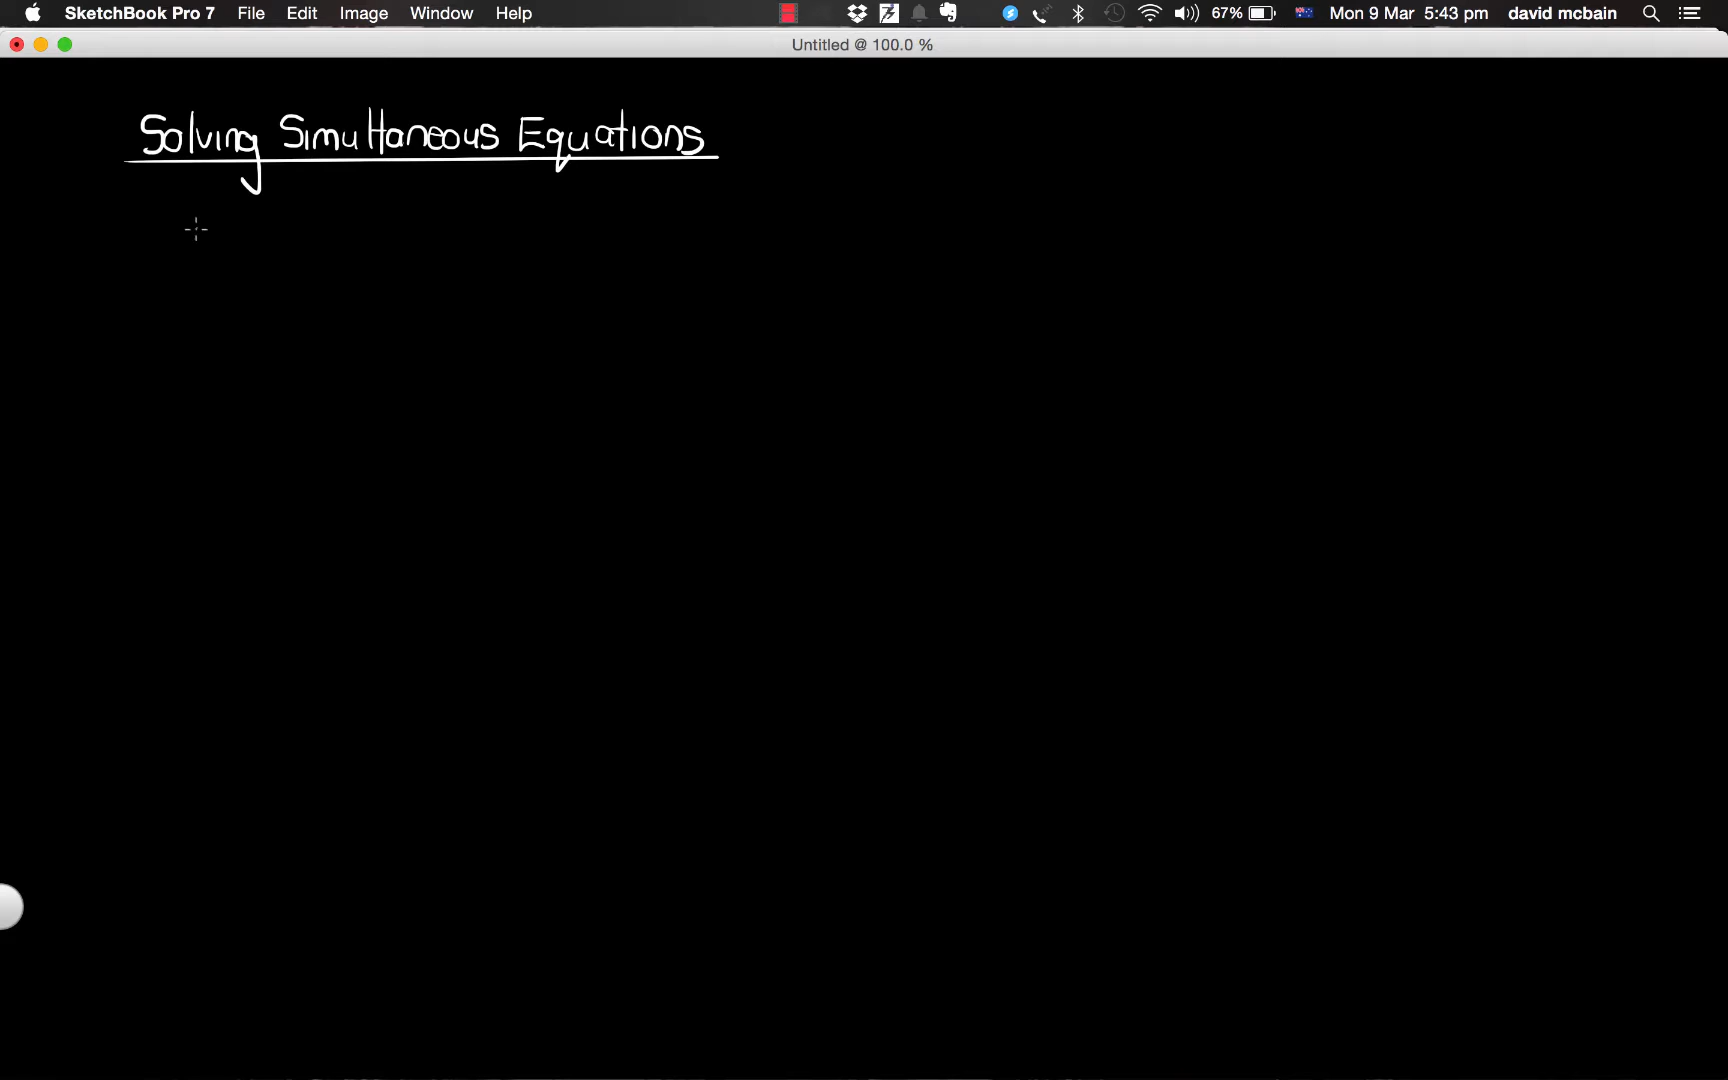 SketchBook Pro 7 File Edit Image Window Help 67% Mon 9 Mar 5:43 pm david mcbain
Untitled @ 100.0 %
Solving Simultaneous Equations